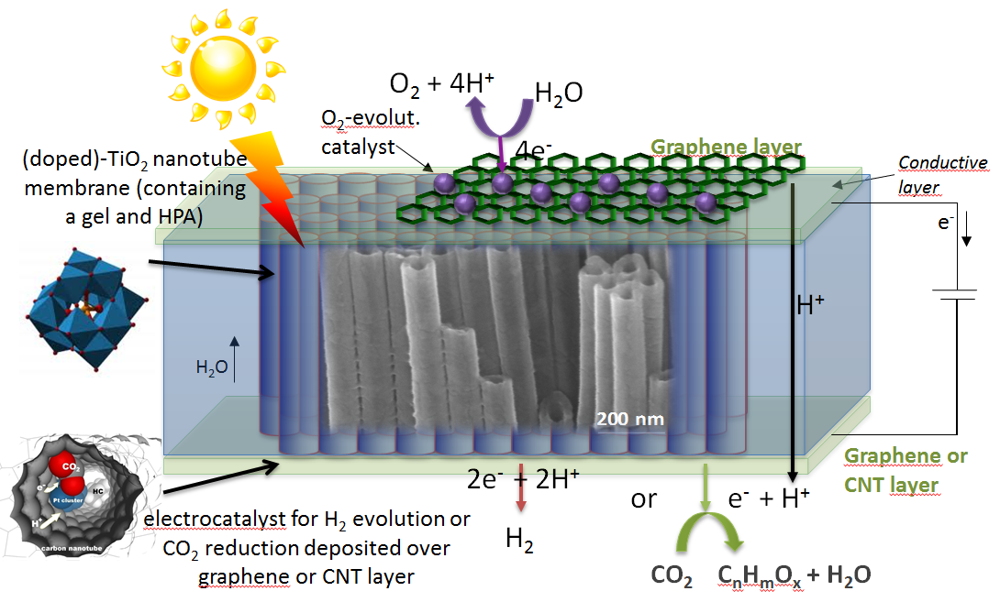 O₂ + 4H⁺
H₂O
O₂-evolut.
catalyst
4e⁻
Graphene layer
(doped)-TiO₂ nanotube
membrane (containing
a gel and HPA)
Conductive
layer
e⁻
H⁺
H₂O
200 nm
CO₂
e⁻
HC
Pt cluster
H⁺
carbon nanotube
Graphene or
CNT layer
2e⁻ + 2H⁺
or
e⁻ + H⁺
electrocatalyst for H₂ evolution or
CO₂ reduction deposited over
graphene or CNT layer
H₂
CO₂ CₙHₘOₓ + H₂O